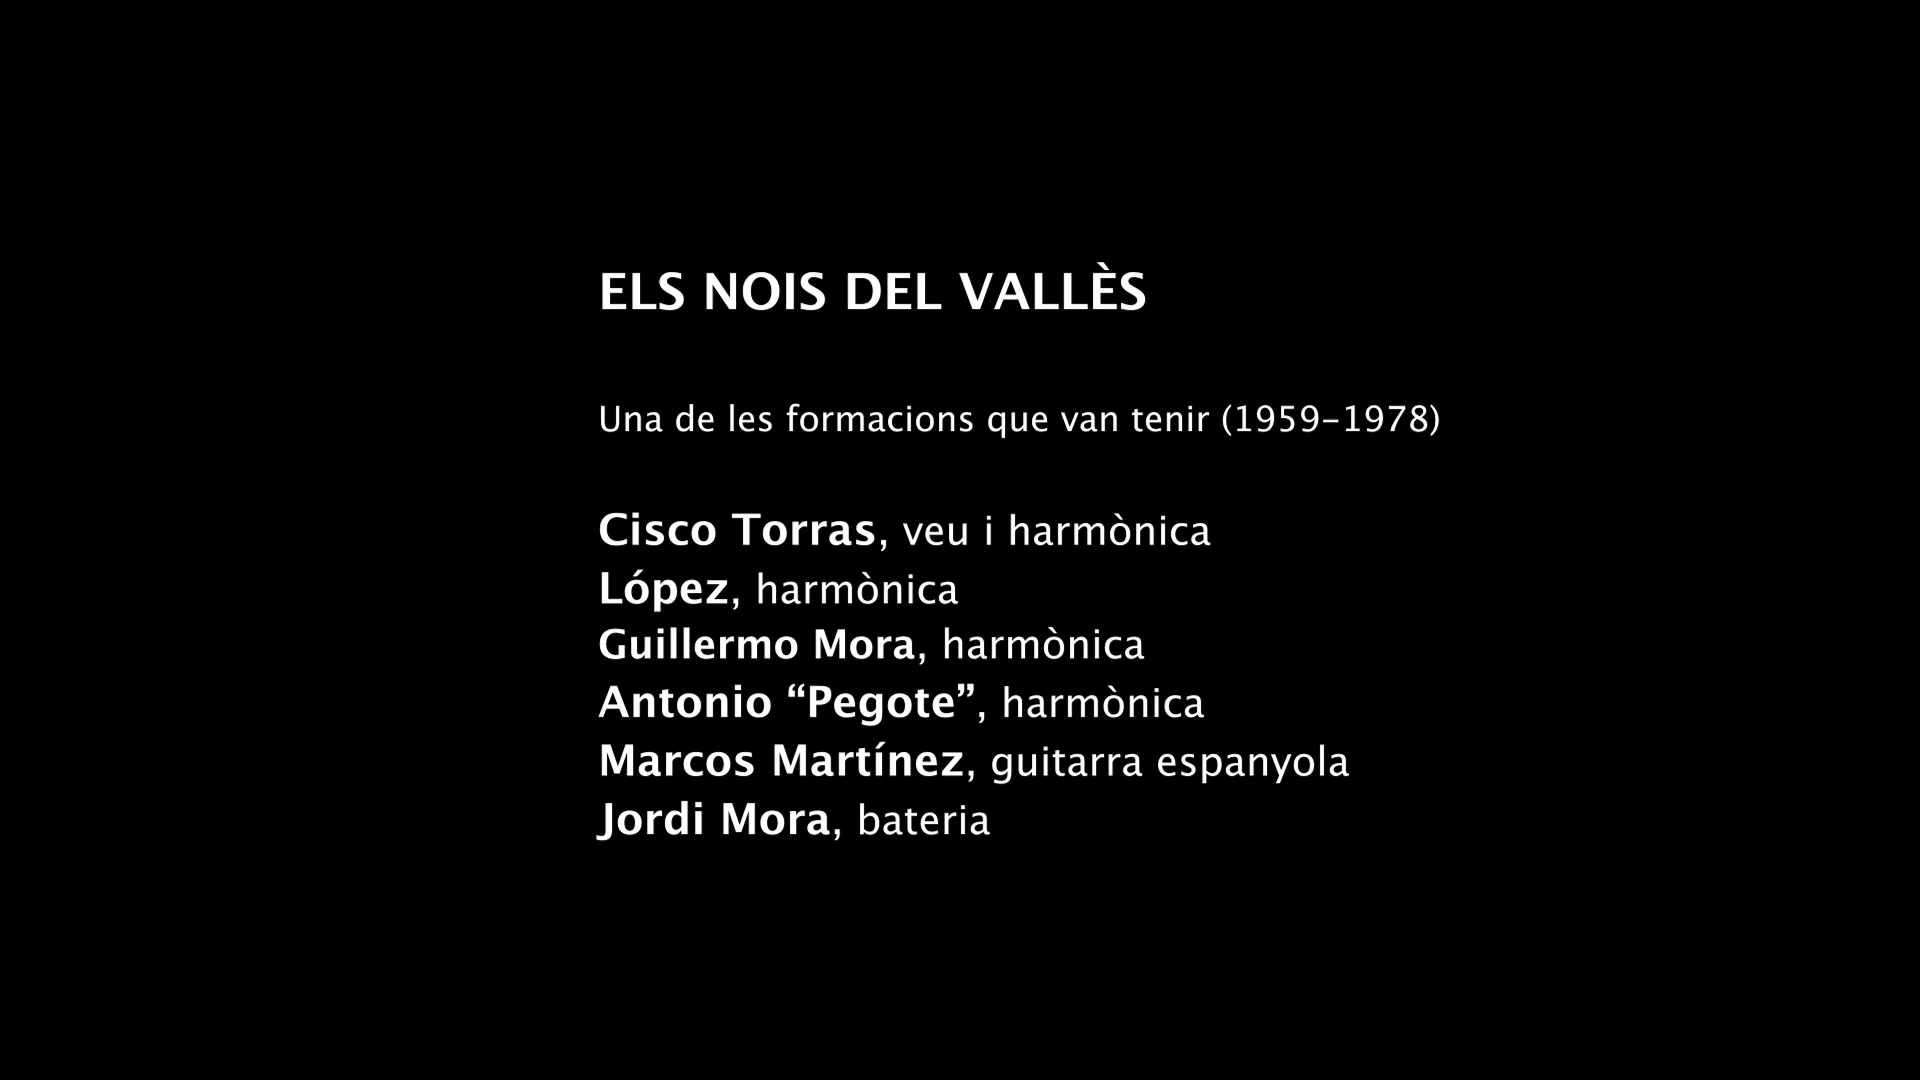 ELS NOIS DEL VALLÈS
Una de les formacions que van tenir (1959-1978)
Cisco Torras, veu i harmònica
López, harmònica
Guillermo Mora, harmònica
Antonio “Pegote”, harmònica
Marcos Martínez, guitarra espanyola
Jordi Mora, bateria